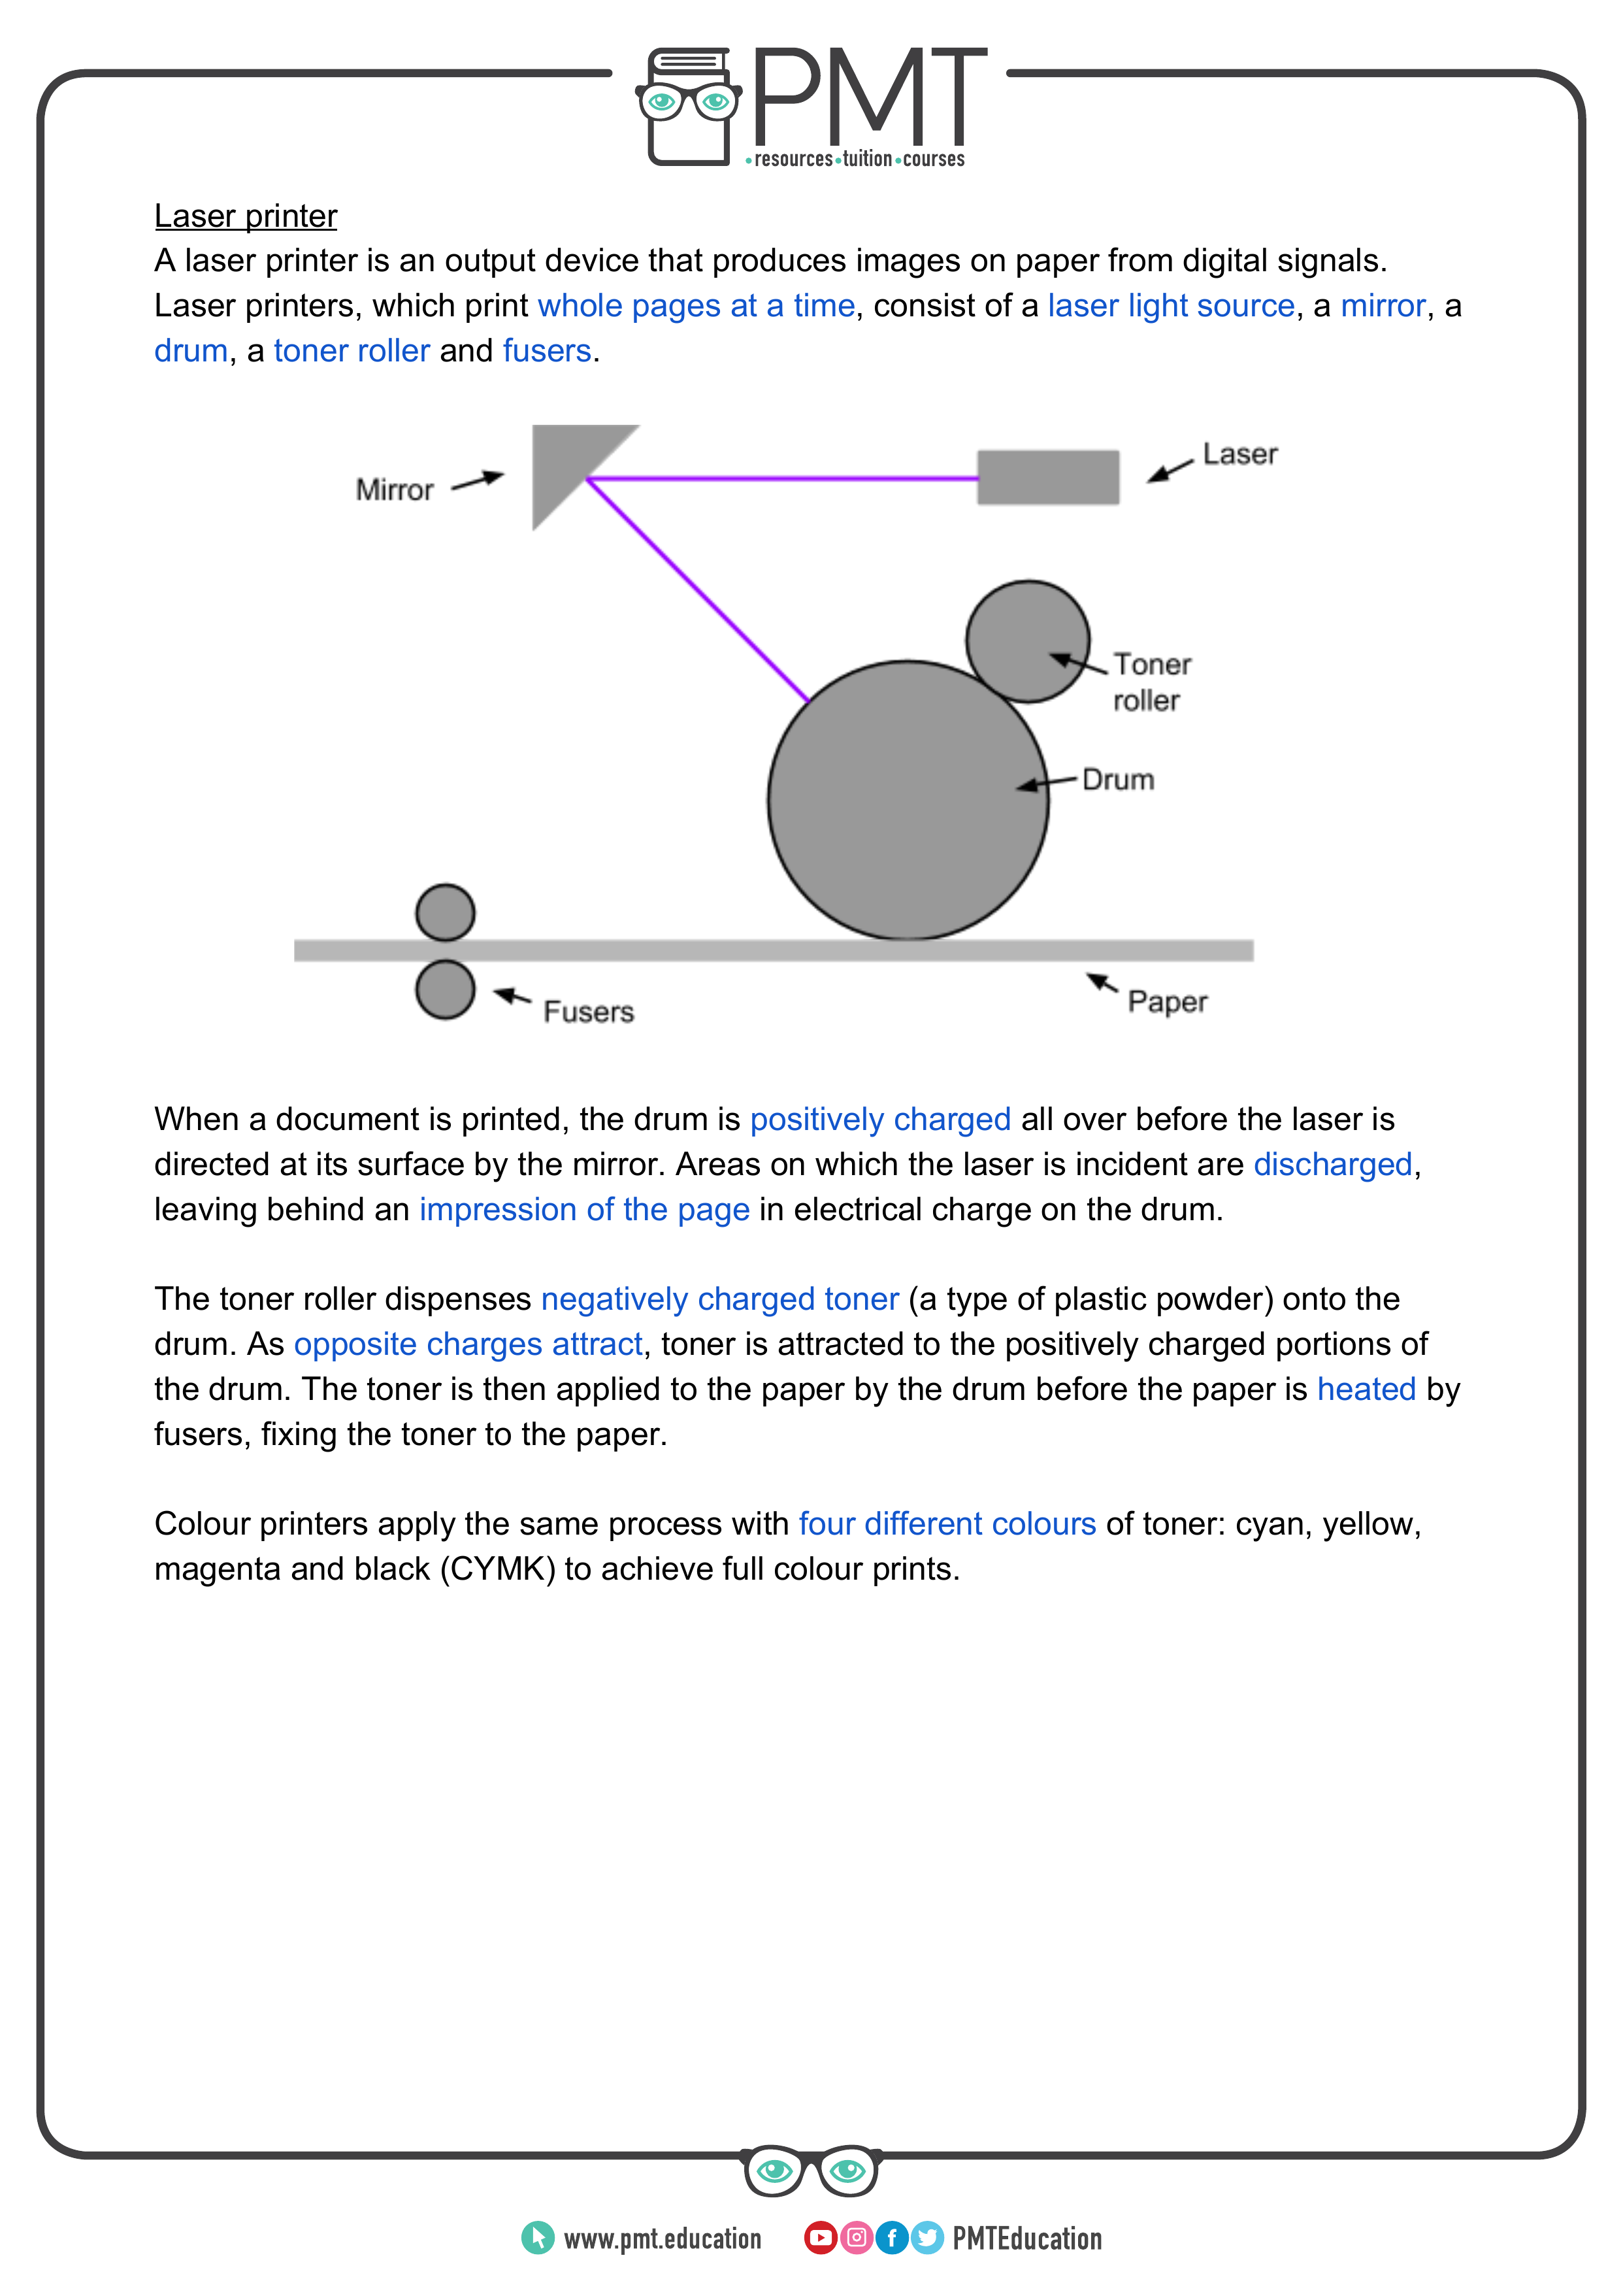 PMT
•resources•tuition•courses
Laser printer
A laser printer is an output device that produces images on paper from digital signals.
Laser printers, which print whole pages at a time, consist of a laser light source, a mirror, a
drum, a toner roller and fusers.
Laser
Mirror
Toner
roller
Drum
Paper
Fusers
When a document is printed, the drum is positively charged all over before the laser is
directed at its surface by the mirror. Areas on which the laser is incident are discharged,
leaving behind an impression of the page in electrical charge on the drum.
The toner roller dispenses negatively charged toner (a type of plastic powder) onto the
drum. As opposite charges attract, toner is attracted to the positively charged portions of
the drum. The toner is then applied to the paper by the drum before the paper is heated by
fusers, fixing the toner to the paper.
Colour printers apply the same process with four different colours of toner: cyan, yellow,
magenta and black (CYMK) to achieve full colour prints.
www.pmt.education PMTEducation